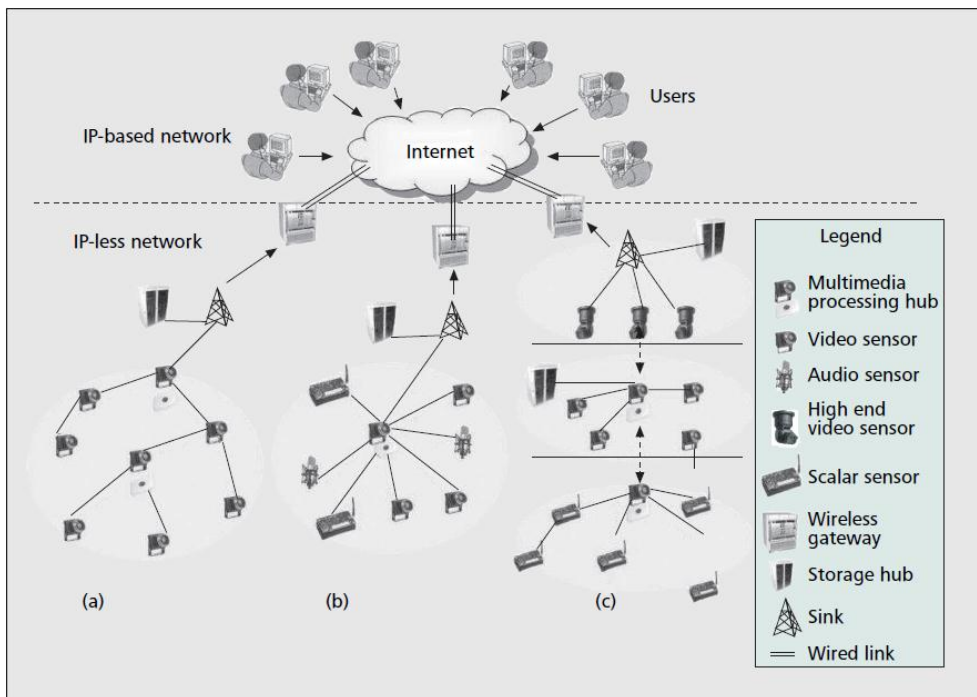 Users
IP-based network
Internet
IP-less network
Legend
Multimedia
processing hub
Video sensor
Audio sensor
High end
video sensor
Scalar sensor
Wireless
gateway
Storage hub
Sink
Wired link
(a)
(b)
(c)